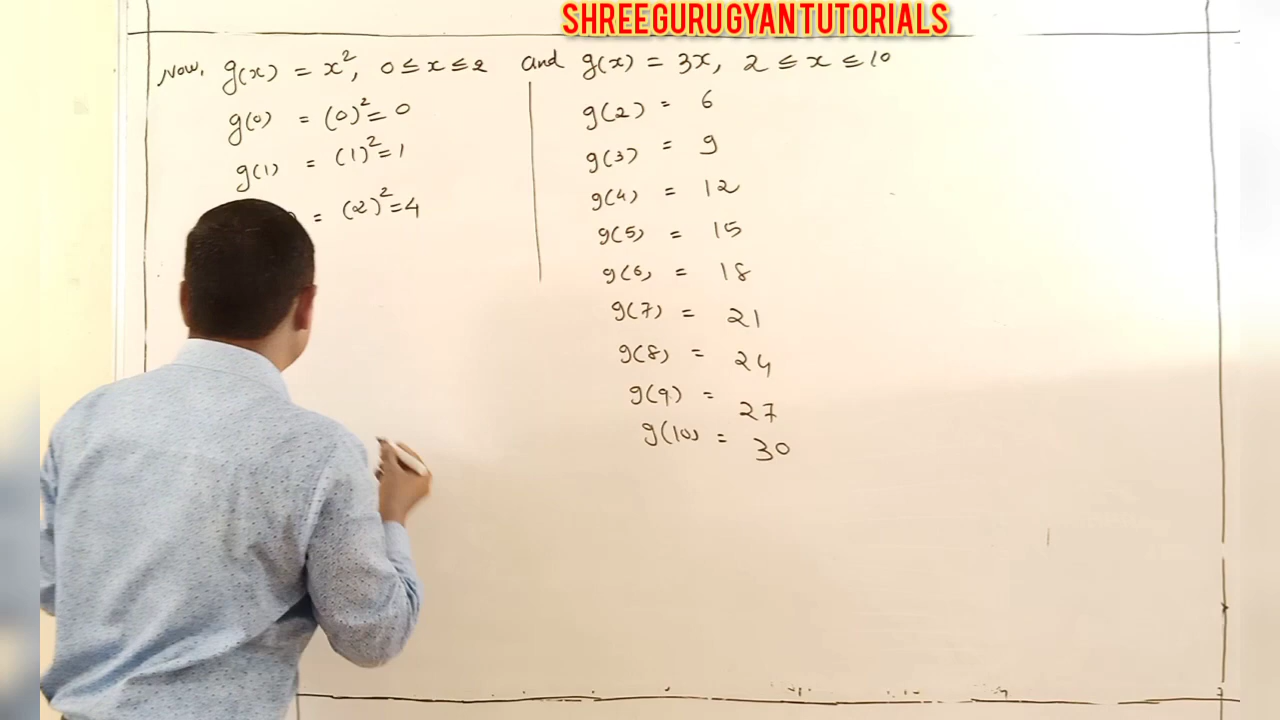 SHREE GURU GYAN TUTORIALS
Now, g(x) = x², 0 ≤ x ≤ 2 and g(x) = 3x, 2 ≤ x ≤ 10
g(0) = (0)² = 0
g(1) = (1)² = 1
= (2)² = 4
g(2) = 6
g(3) = 9
g(4) = 12
g(5) = 15
g(6) = 18
g(7) = 21
g(8) = 24
g(9) = 27
g(10) = 30